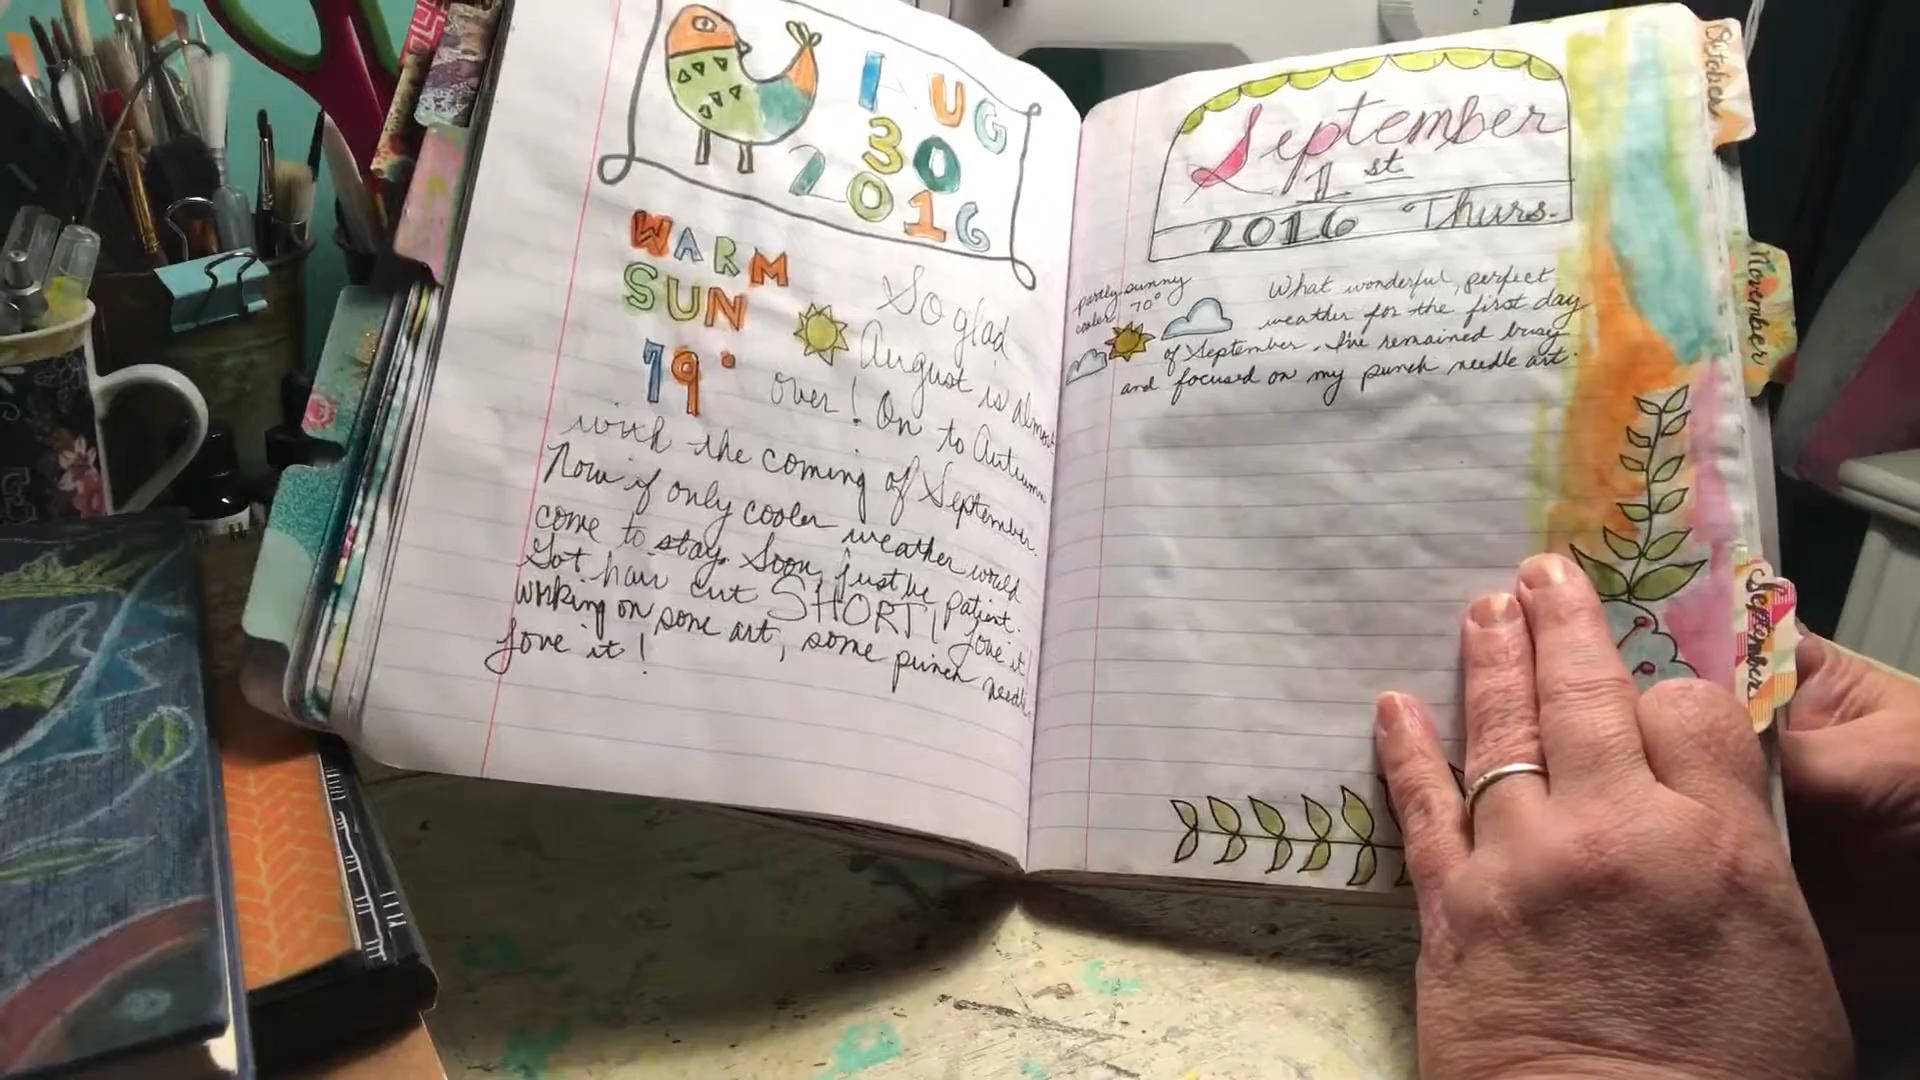 AUG
30
2016
WARM
SUN
79°
So glad
August is almost
over! On to Autumn
with the coming of September.
Now if only cooler weather would
come to stay. Soon, just be patient.
Got hair cut SHORT! Love it
working on some art, some punch needle.
Love it!
September
1st
2016 Thurs.
partly sunny
cooler 70°
What wonderful, perfect
weather for the first day
of September. I've remained busy
and focused on my punch needle art.
October
November
September